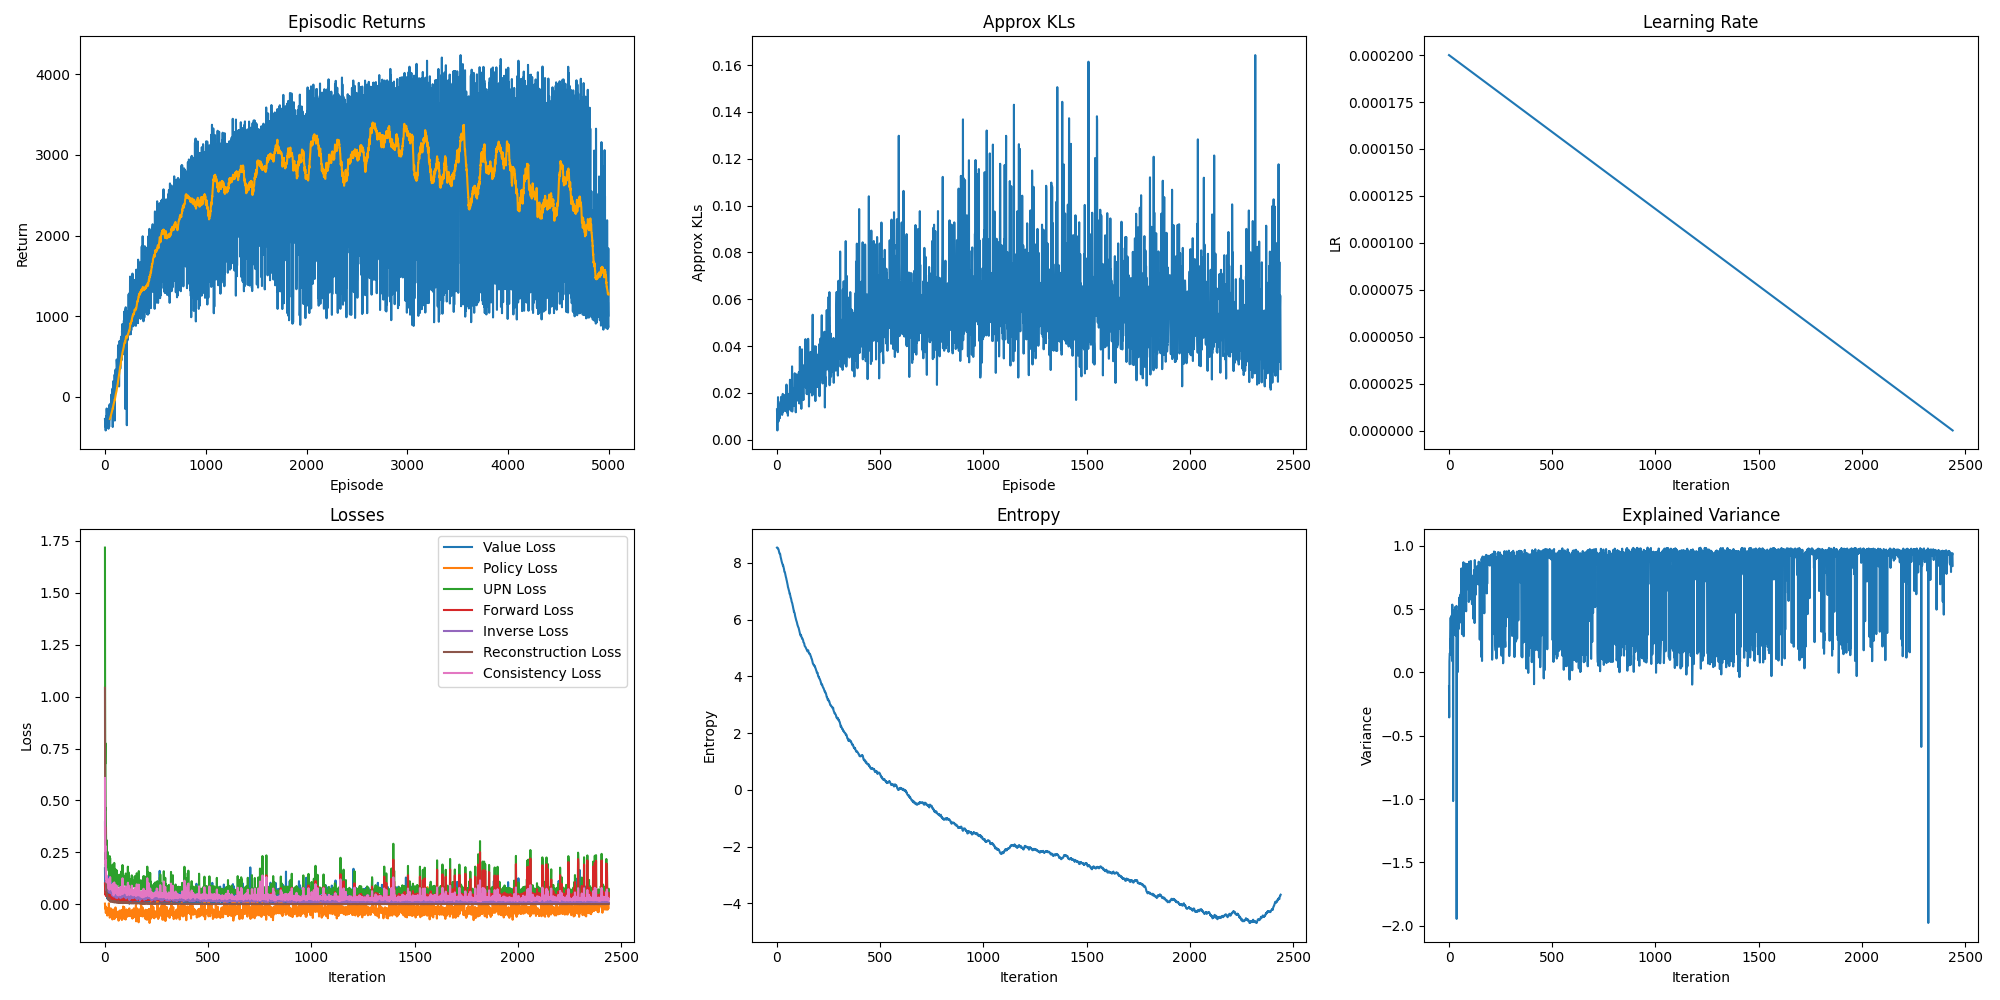 Episodic Returns
4000
3000
2000
1000
0
Return
0 1000 2000 3000 4000 5000
Episode
Approx KLs
0.16
0.14
0.12
0.10
0.08
0.06
0.04
0.02
0.00
Approx KLs
0 500 1000 1500 2000 2500
Episode
Learning Rate
0.000200
0.000175
0.000150
0.000125
0.000100
0.000075
0.000050
0.000025
0.000000
LR
0 500 1000 1500 2000 2500
Iteration
Losses
1.75
1.50
1.25
1.00
0.75
0.50
0.25
0.00
Loss
Value Loss
Policy Loss
UPN Loss
Forward Loss
Inverse Loss
Reconstruction Loss
Consistency Loss
0 500 1000 1500 2000 2500
Iteration
Entropy
8
6
4
2
0
−2
−4
Entropy
0 500 1000 1500 2000 2500
Iteration
Explained Variance
1.0
0.5
0.0
−0.5
−1.0
−1.5
−2.0
Variance
0 500 1000 1500 2000 2500
Iteration